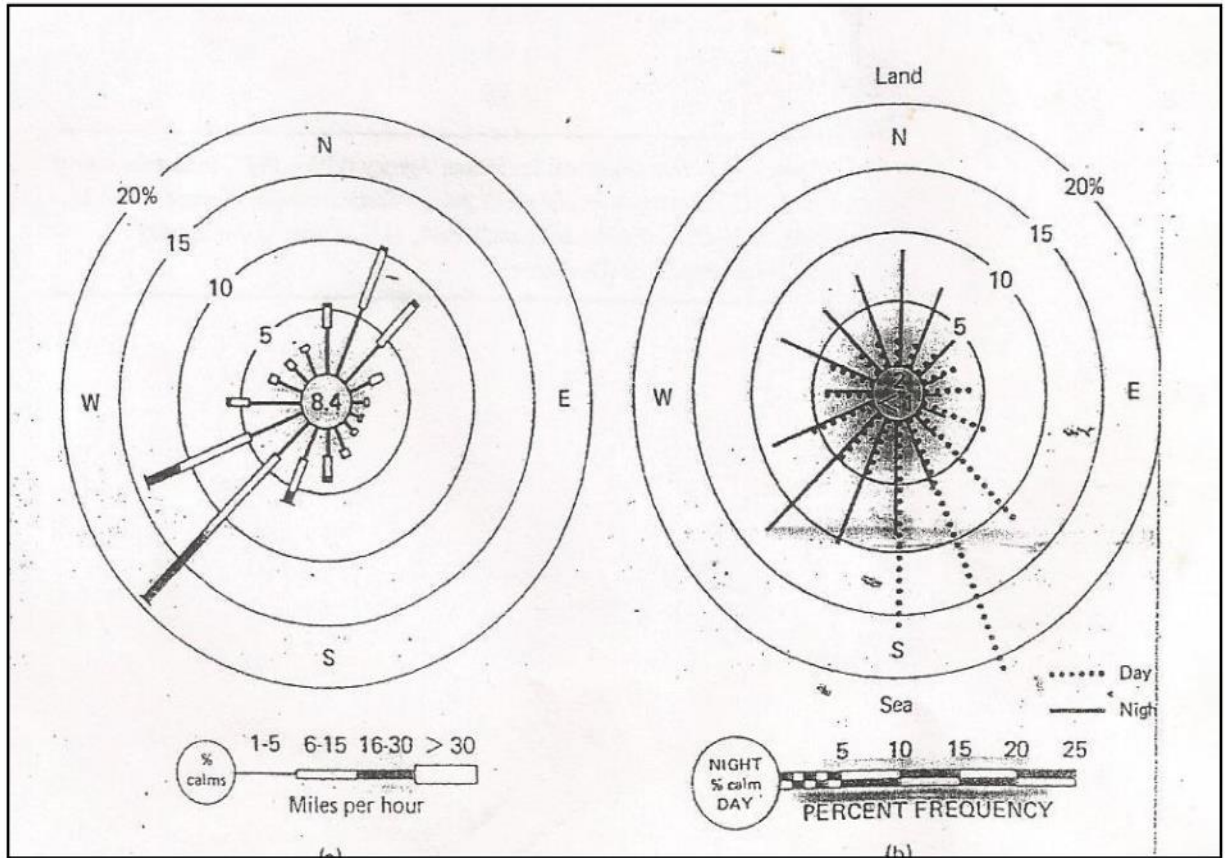 N
20%
15
10
5
W
8.4
E
S
%
calms
1-5 6-15 16-30 > 30
Miles per hour
Land
N
20%
15
10
5
W
E
S
Sea
Day
Nigh
NIGHT
% calm
DAY
5 10 15 20 25
PERCENT FREQUENCY